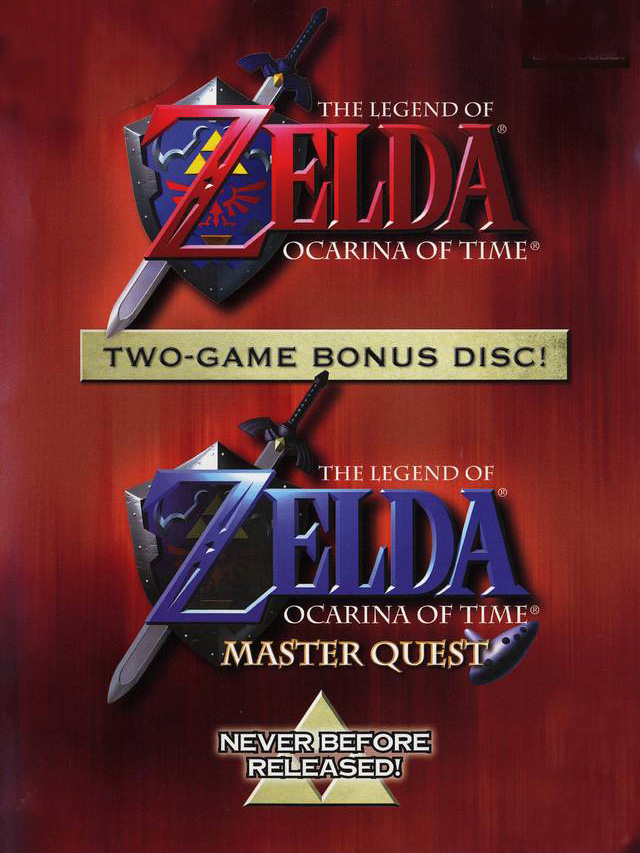 THE LEGEND OF
ZELDA®
OCARINA OF TIME®
TWO-GAME BONUS DISC!
THE LEGEND OF
ZELDA®
OCARINA OF TIME®
MASTER QUEST
NEVER BEFORE
RELEASED!